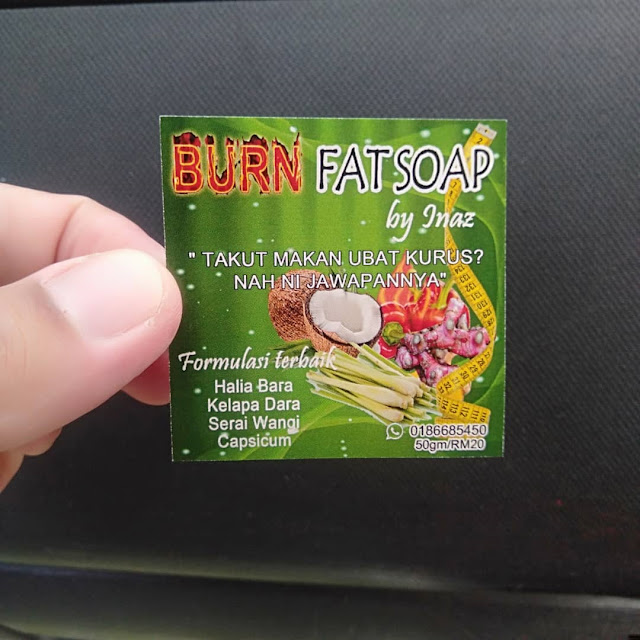 BURN FAT SOAP
by Inaz
" TAKUT MAKAN UBAT KURUS?
NAH NI JAWAPANNYA"
Formulasi terbaik
Halia Bara
Kelapa Dara
Serai Wangi
Capsicum
0186685450
50gm/RM20